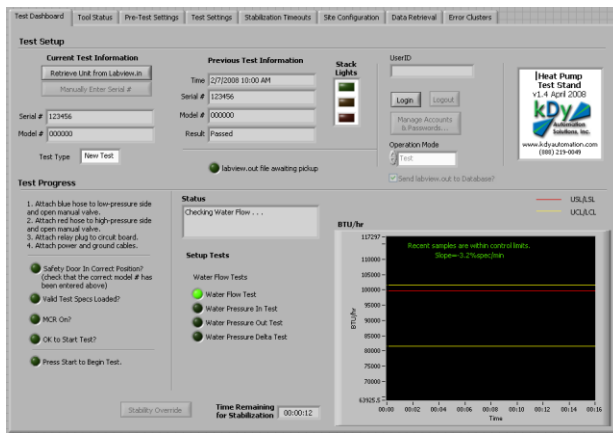 Test Dashboard
Tool Status
Pre-Test Settings
Test Settings
Stabilization Timeouts
Site Configuration
Data Retrieval
Error Clusters
Test Setup
Current Test Information
Retrieve Unit from Labview.in
Manually Enter Serial #
Serial # 123456
Model # 000000
Test Type New Test
Previous Test Information
Time 2/7/2008 10:00 AM
Serial # 123456
Model # 000000
Result Passed
labview.out file awaiting pickup
Stack
Lights
UserID
Login
Logout
Manage Accounts
& Passwords...
Operation Mode
Test
Send labview.out to Database?
Heat Pump
Test Stand
v1.4 April 2008
kDy
Automation
Solutions, Inc.
www.kdyautomation.com
(888) 219-0049
Test Progress
1. Attach blue hose to low-pressure side
and open manual valve.
2. Attach red hose to high-pressure side
and open manual valve.
3. Attach relay plug to circuit board.
4. Attach power and ground cables.
Safety Door In Correct Position?
(check that the correct model # has
been entered above)
Valid Test Specs Loaded?
MCR On?
OK to Start Test?
Press Start to Begin Test.
Status
Checking Water Flow . . .
Setup Tests
Water Flow Tests
Water Flow Test
Water Pressure In Test
Water Pressure Out Test
Water Pressure Delta Test
Stability Override
Time Remaining
for Stabilization 00:00:12
USL/LSL
UCL/LCL
BTU/hr
Recent samples are within control limits.
Slope=-3.2%spec/min
BTU/hr
117297
110000
105000
100000
95000
90000
85000
80000
75000
70000
63925.5
00:00 00:02 00:04 00:06 00:08 00:10 00:12 00:14 00:16
Time